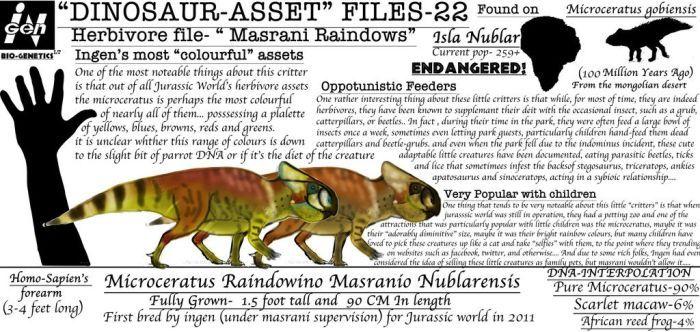 "DINOSAUR-ASSET" FILES-22
Herbivore file- " Masrani Raindows"
InGen
BIO-GENETICS
Found on
Isla Nublar
Current pop- 259+
ENDANGERED!
Microceratus gobiensis
(100 Million Years Ago)
From the mongolian desert
Ingen's most "colourful" assets
One of the most noteable things about this critter
is that out of all Jurassic World's herbivore assets
the microceratus is perhaps the most colourful
of nearly all of them... posssessing a plalette
of yellows, blues, browns, reds and greens.
it is unclear whther this range of colours is down
to the slight bit of parrot DNA or if it's the diet of the creature
Oppotunistic Feeders
One rather interesting thing about these little critters is that while, for most of time, they are indeed
herbivores, they have been known to supplemant their deit with the occasional insect, such as a grub,
catterpillars, or beetles.. In fact , during their time in the park, they were often feed a large bowl of
insects once a week, sometimes even letting park guests, particularly children hand-feed them dead
catterpillars and beetle-grubs. and even when the park fell due to the indominus incident, these cute
adaptable little creatures have been documented, eating parasitic beetles, ticks
and lice that sometimes infest the backsof stegosaurus, triceratops, ankies
apatosaurus and sinoceratops, acting in a sybioic relationship....
Very Popular with children
One thing that tends to be very noteable about this little "critters" is that when
jurasssic world was still in operation, they had a petting zoo and one of the
attractions that was particularly popular with little children was the microceratus, maybe it was
their "adorably diminutive" size, maybe it was their bright rainbow colours, but many children have
loved to pick these creatures up like a cat and take "selfies" with them, to the point where they trending
on websites such as facebook, twitter, and otherwise... And due to some rich folks, Ingen had even
considered the idea of selling these little creatures as family pets, but masrani wouldn't allow it....
Homo-Sapien's
forearm
(3-4 feet long)
Microceratus Raindowino Masranio Nublarensis
Fully Grown- 1.5 foot tall and 90 CM In length
First bred by ingen (under masrani supervision) for Jurassic world in 2011
DNA-INTERPOLATION
Pure Microceratus-90%
Scarlet macaw-6%
African reed frog-4%